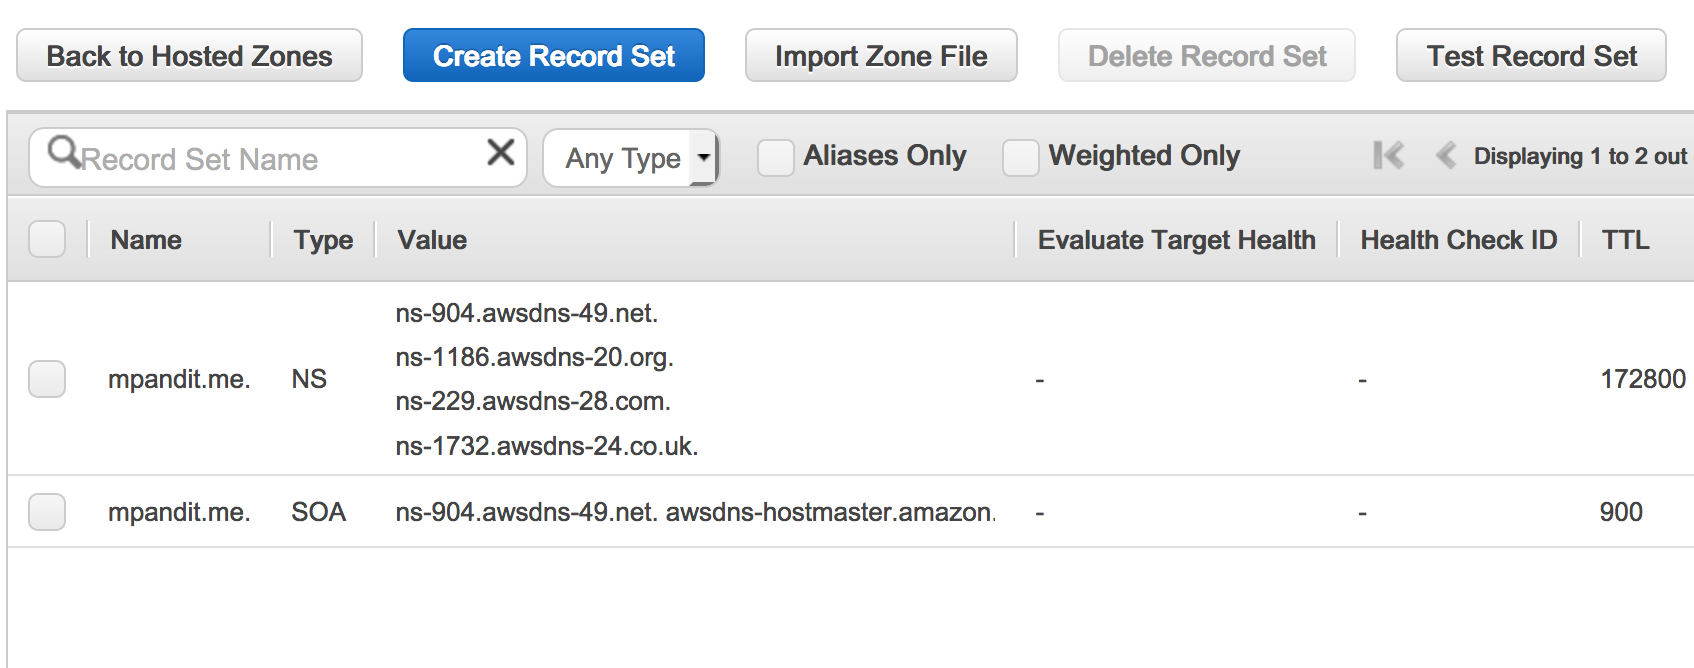 Back to Hosted Zones Create Record Set Import Zone File Delete Record Set Test Record Set
Record Set Name Any Type Aliases Only Weighted Only Displaying 1 to 2 out
Name Type Value Evaluate Target Health Health Check ID TTL
ns-904.awsdns-49.net.
ns-1186.awsdns-20.org.
mpandit.me. NS - - 172800
ns-229.awsdns-28.com.
ns-1732.awsdns-24.co.uk.
mpandit.me. SOA ns-904.awsdns-49.net. awsdns-hostmaster.amazon. - - 900